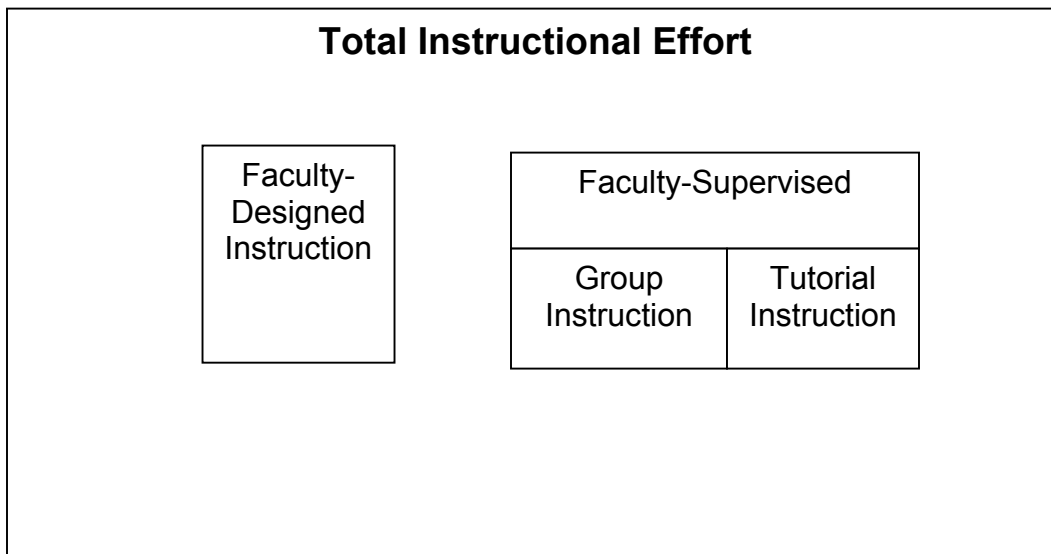 Total Instructional Effort
Faculty-
Designed
Instruction
Faculty-Supervised
Group
Instruction
Tutorial
Instruction